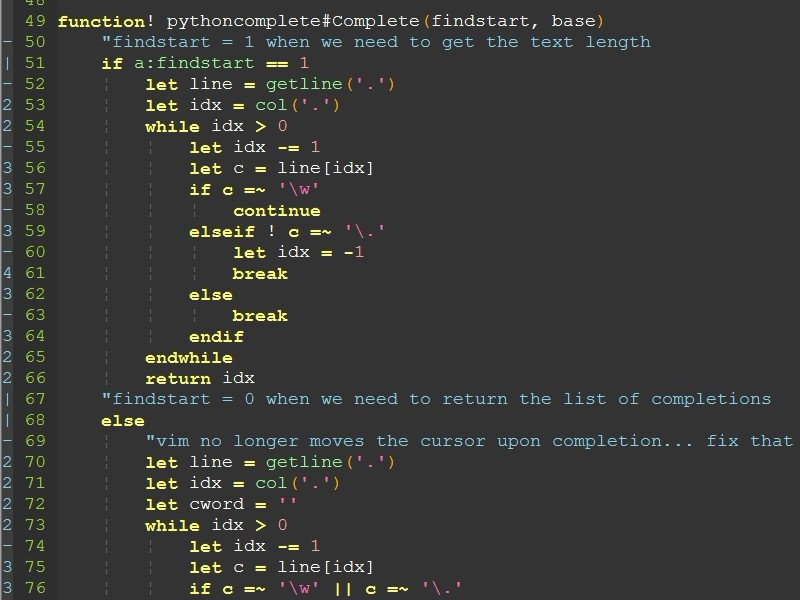 48
49 function! pythoncomplete#Complete(findstart, base)
- 50 "findstart = 1 when we need to get the text length
| 51 if a:findstart == 1
- 52 let line = getline('.')
2 53 let idx = col('.')
2 54 while idx > 0
- 55 let idx -= 1
3 56 let c = line[idx]
3 57 if c =~ '\w'
- 58 continue
3 59 elseif ! c =~ '\.'
- 60 let idx = -1
4 61 break
3 62 else
- 63 break
3 64 endif
2 65 endwhile
2 66 return idx
| 67 "findstart = 0 when we need to return the list of completions
| 68 else
- 69 "vim no longer moves the cursor upon completion... fix that
2 70 let line = getline('.')
2 71 let idx = col('.')
2 72 let cword = ''
2 73 while idx > 0
- 74 let idx -= 1
3 75 let c = line[idx]
3 76 if c =~ '\w' || c =~ '\.'